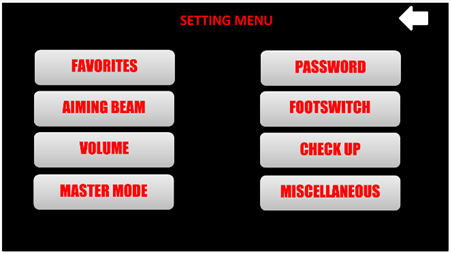 SETTING MENU
FAVORITES
PASSWORD
AIMING BEAM
FOOTSWITCH
VOLUME
CHECK UP
MASTER MODE
MISCELLANEOUS